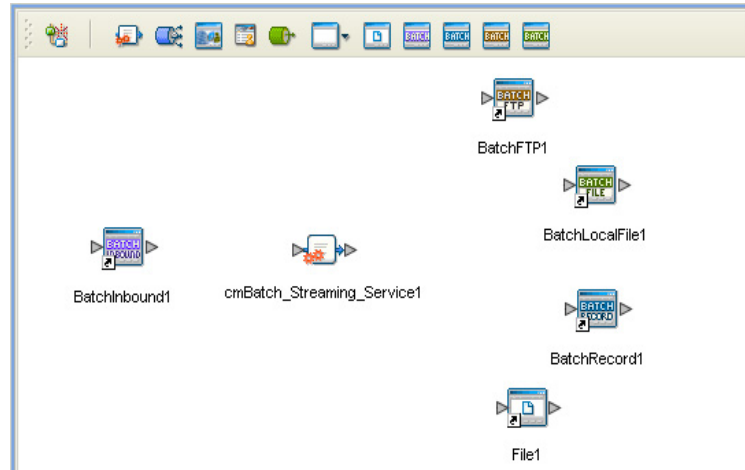 BATCH BATCH BATCH BATCH
BATCH
FTP
BatchFTP1
BATCH
FILE
BatchLocalFile1
BATCH
INBOUND
BatchInbound1
cmBatch_Streaming_Service1
BATCH
RECORD
BatchRecord1
File1